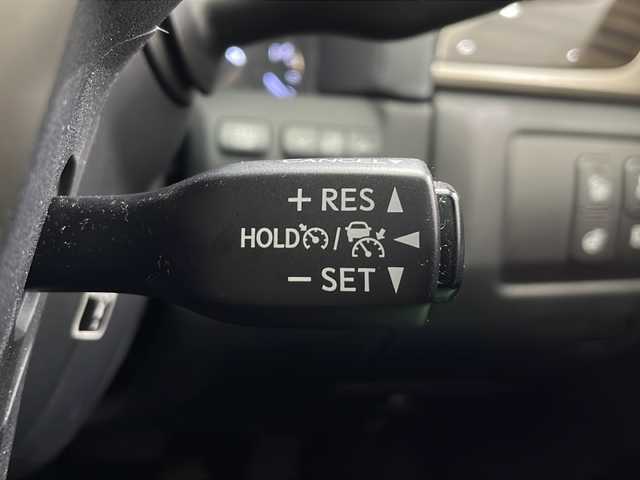 + RES ▲
HOLD / ◀
− SET ▼